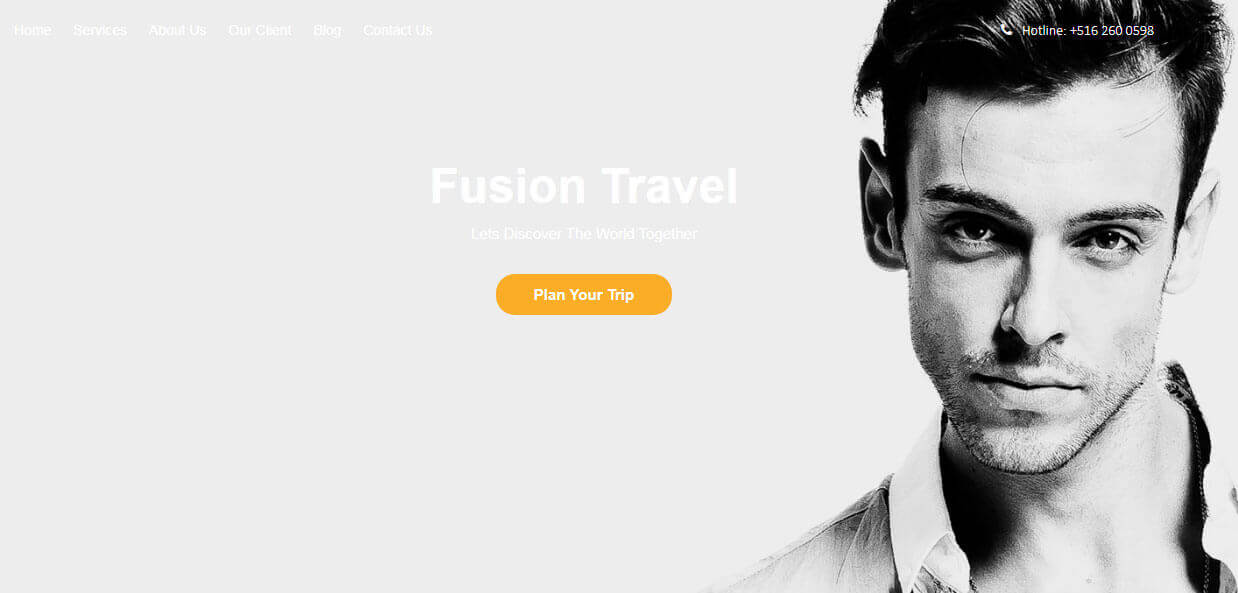 Home Services About Us Our Client Blog Contact Us Hotline: +516 260 0598
Fusion Travel
Lets Discover The World Together
Plan Your Trip